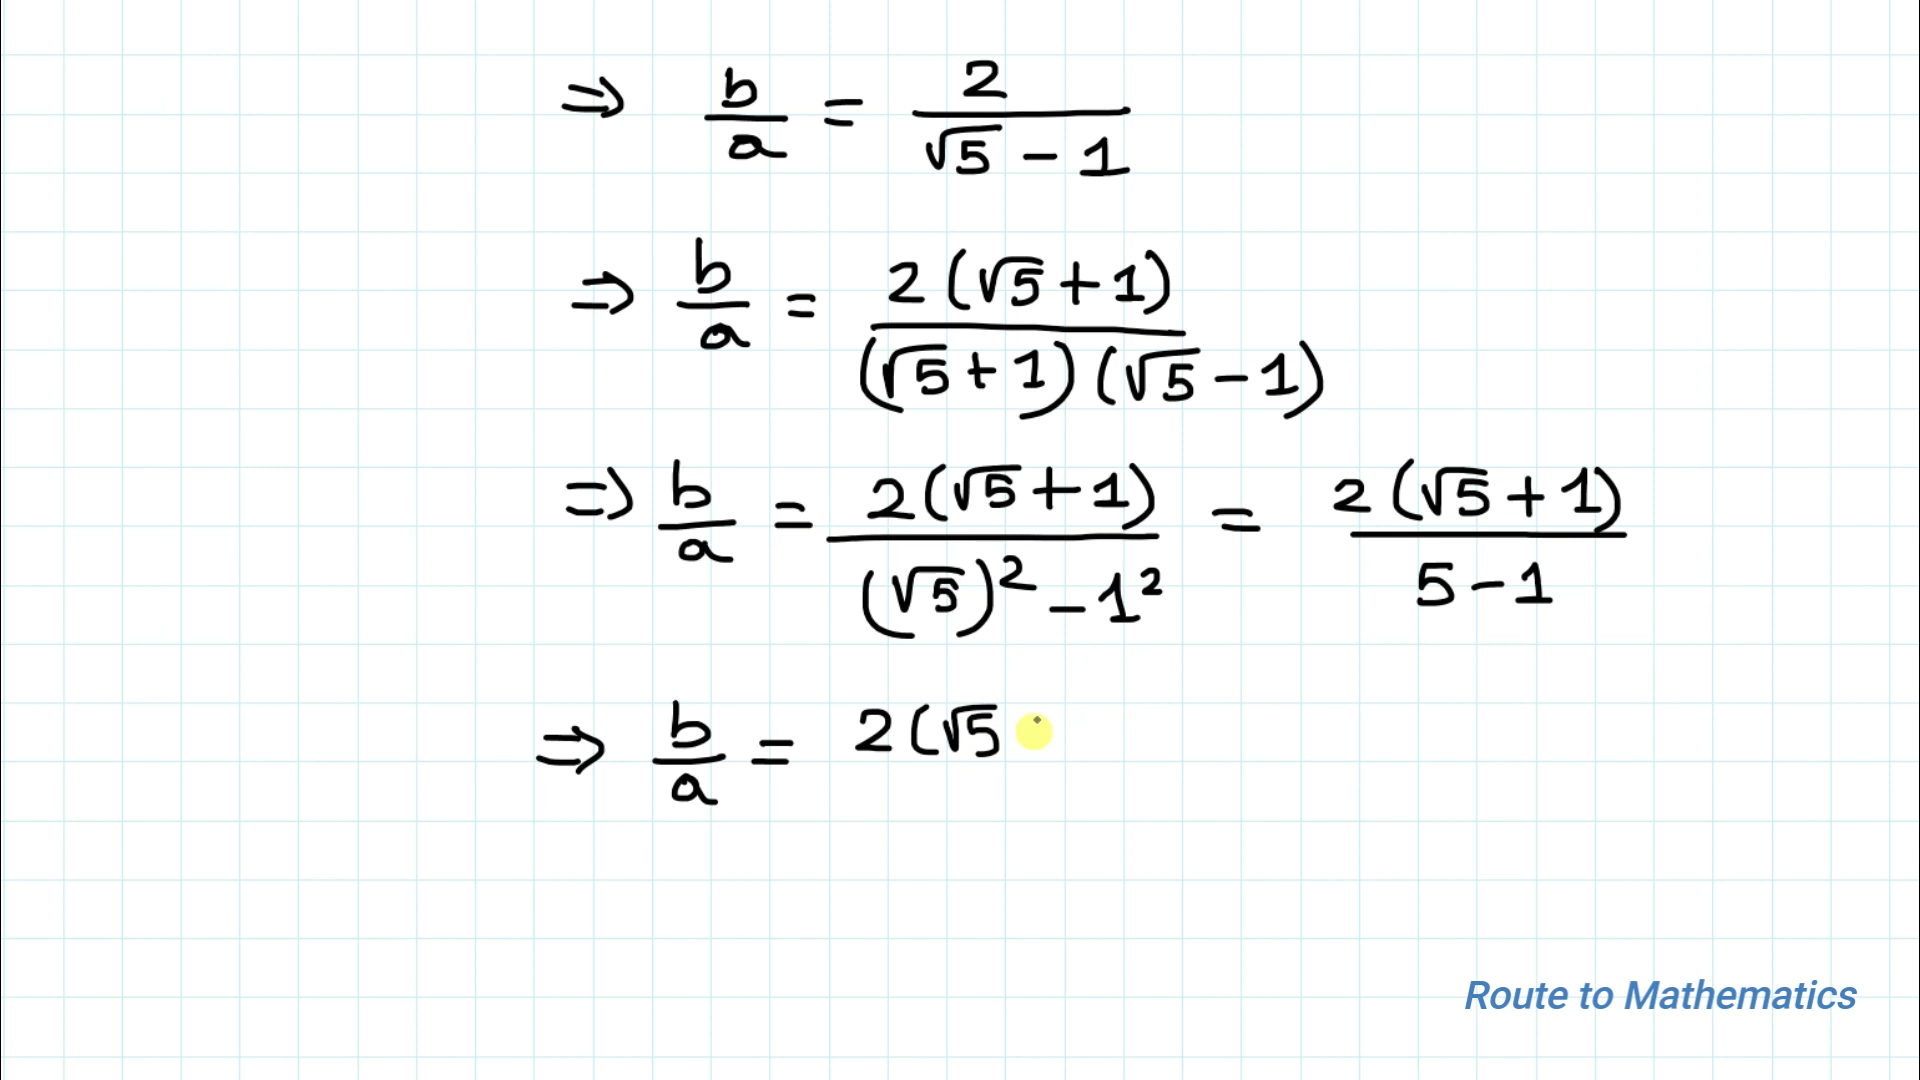 ⇒ b/a = 2/(√5 - 1)
⇒ b/a = 2(√5 + 1)/(√5 + 1)(√5 - 1)
⇒ b/a = 2(√5 + 1)/(√5)² - 1² = 2(√5 + 1)/5 - 1
⇒ b/a = 2(√5
Route to Mathematics